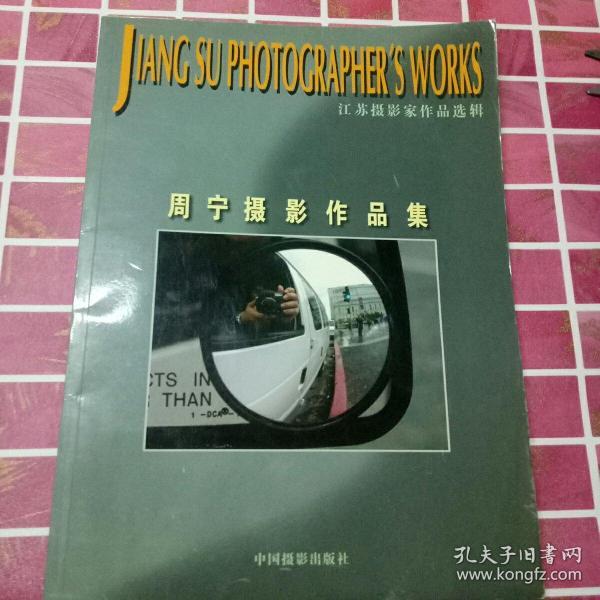 JIANG SU PHOTOGRAPHER'S WORKS
江苏摄影家作品选辑
周宁摄影作品集
CTS IN
THAN
1-DCA®-
中国摄影出版社
孔夫子旧书网
www.kongfz.com